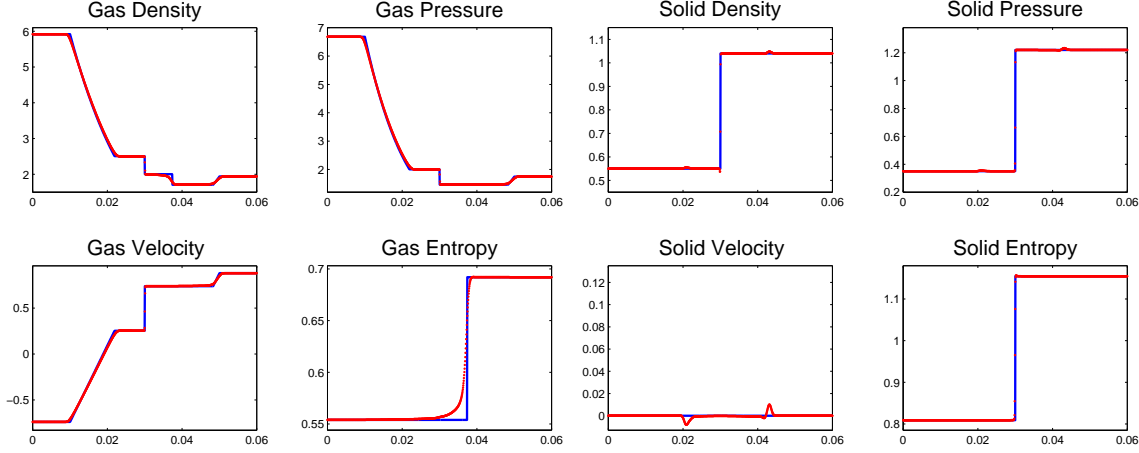 Gas Density
6
5
4
3
2
0 0.02 0.04 0.06
Gas Pressure
7
6
5
4
3
2
0 0.02 0.04 0.06
Solid Density
1.1
1
0.9
0.8
0.7
0.6
0.5
0 0.02 0.04 0.06
Solid Pressure
1.2
1
0.8
0.6
0.4
0.2
0 0.02 0.04 0.06
Gas Velocity
0.5
0
−0.5
0 0.02 0.04 0.06
Gas Entropy
0.7
0.65
0.6
0.55
0 0.02 0.04 0.06
Solid Velocity
0.12
0.1
0.08
0.06
0.04
0.02
0
0 0.02 0.04 0.06
Solid Entropy
1.1
1
0.9
0.8
0 0.02 0.04 0.06